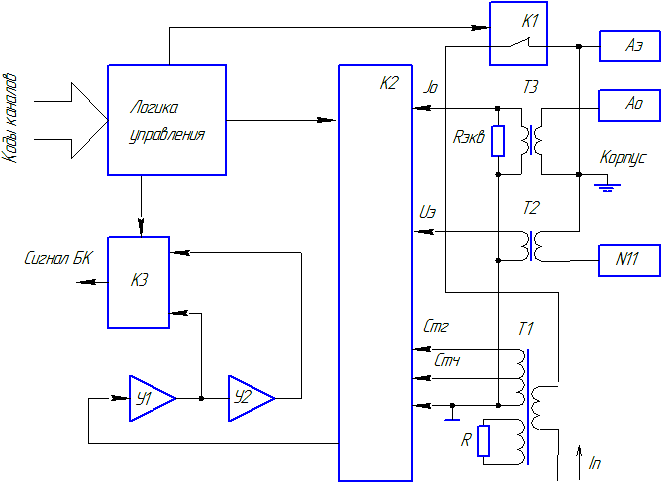 К1
Аэ
Коды каналов
Логика
управления
К2
Jо
Т3
Ао
Rэкв
Корпус
Uэ
Т2
N11
Сигнал БК
К3
Стг
Стч
Т1
У1
У2
R
Iп